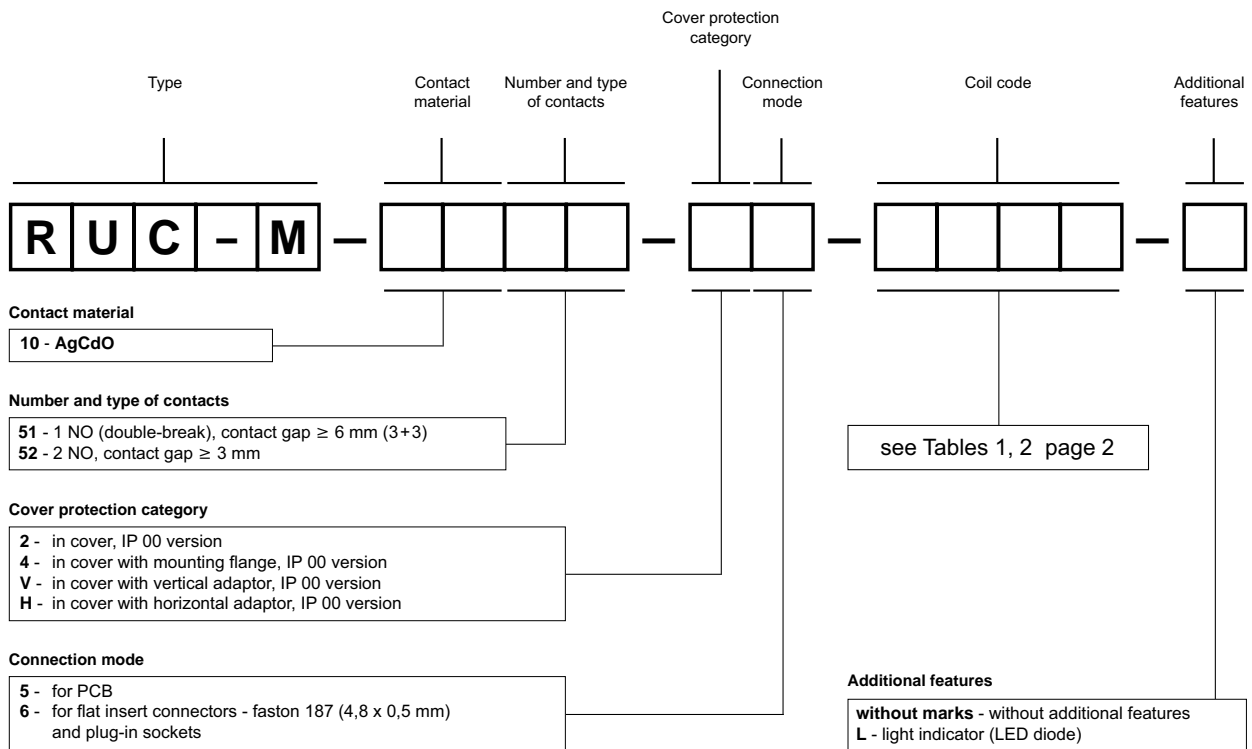 Cover protection
category
Type
Contact
material
Number and type
of contacts
Connection
mode
Coil code
Additional
features
R U C – M – – – –
Contact material
10 - AgCdO
Number and type of contacts
51 - 1 NO (double-break), contact gap ≥ 6 mm (3+3)
52 - 2 NO, contact gap ≥ 3 mm
see Tables 1, 2 page 2
Cover protection category
2 - in cover, IP 00 version
4 - in cover with mounting flange, IP 00 version
V - in cover with vertical adaptor, IP 00 version
H - in cover with horizontal adaptor, IP 00 version
Connection mode
5 - for PCB
6 - for flat insert connectors - faston 187 (4,8 x 0,5 mm)
and plug-in sockets
Additional features
without marks - without additional features
L - light indicator (LED diode)